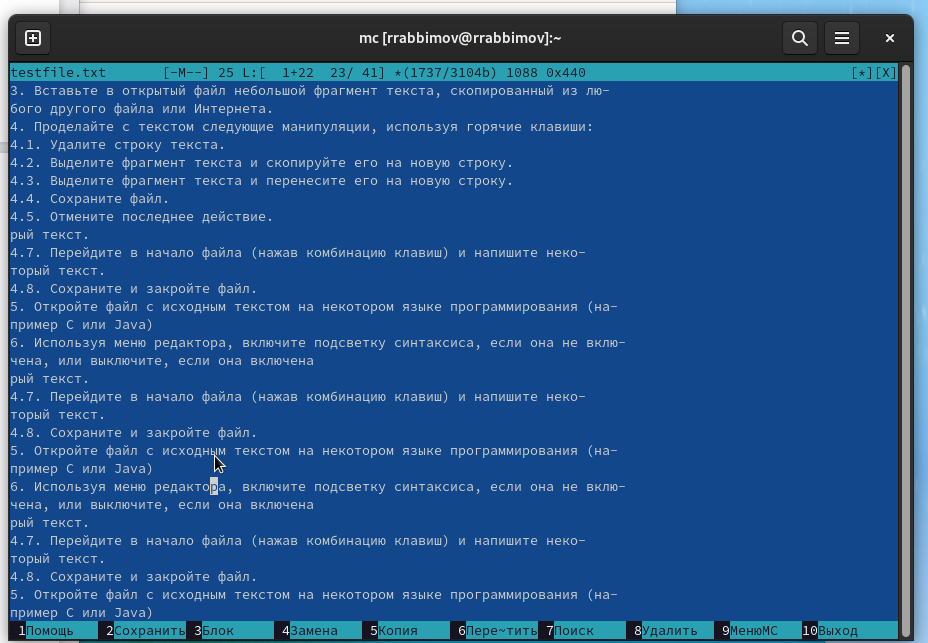 mc [rrabbimov@rrabbimov]:~
testfile.txt [-M--] 25 L:[ 1+22 23/ 41] *(1737/3104b) 1088 0x440 [*][X]
3. Вставьте в открытый файл небольшой фрагмент текста, скопированный из лю-
бого другого файла или Интернета.
4. Проделайте с текстом следующие манипуляции, используя горячие клавиши:
4.1. Удалите строку текста.
4.2. Выделите фрагмент текста и скопируйте его на новую строку.
4.3. Выделите фрагмент текста и перенесите его на новую строку.
4.4. Сохраните файл.
4.5. Отмените последнее действие.
рый текст.
4.7. Перейдите в начало файла (нажав комбинацию клавиш) и напишите неко-
торый текст.
4.8. Сохраните и закройте файл.
5. Откройте файл с исходным текстом на некотором языке программирования (на-
пример C или Java)
6. Используя меню редактора, включите подсветку синтаксиса, если она не вклю-
чена, или выключите, если она включена
рый текст.
4.7. Перейдите в начало файла (нажав комбинацию клавиш) и напишите неко-
торый текст.
4.8. Сохраните и закройте файл.
5. Откройте файл с исходным текстом на некотором языке программирования (на-
пример C или Java)
6. Используя меню редактора, включите подсветку синтаксиса, если она не вклю-
чена, или выключите, если она включена
рый текст.
4.7. Перейдите в начало файла (нажав комбинацию клавиш) и напишите неко-
торый текст.
4.8. Сохраните и закройте файл.
5. Откройте файл с исходным текстом на некотором языке программирования (на-
пример C или Java)
1Помощь 2Сохранить 3Блок 4Замена 5Копия 6Пере~тить 7Поиск 8Удалить 9МенюMC 10Выход